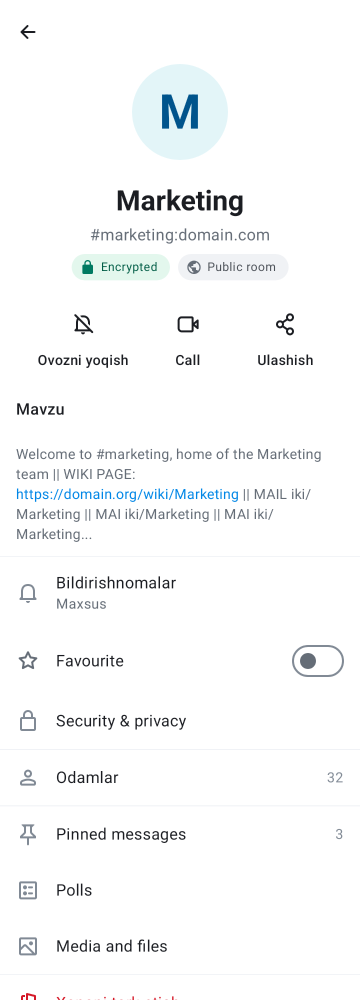 M
Marketing
#marketing:domain.com
Encrypted
Public room
Ovozni yoqish
Call
Ulashish
Mavzu
Welcome to #marketing, home of the Marketing
team || WIKI PAGE:
https://domain.org/wiki/Marketing || MAIL iki/
Marketing || MAI iki/Marketing || MAI iki/
Marketing...
Bildirishnomalar
Maxsus
Favourite
Security & privacy
Odamlar 32
Pinned messages 3
Polls
Media and files